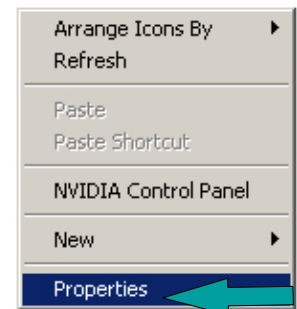 Arrange Icons By
Refresh
Paste
Paste Shortcut
NVIDIA Control Panel
New
Properties